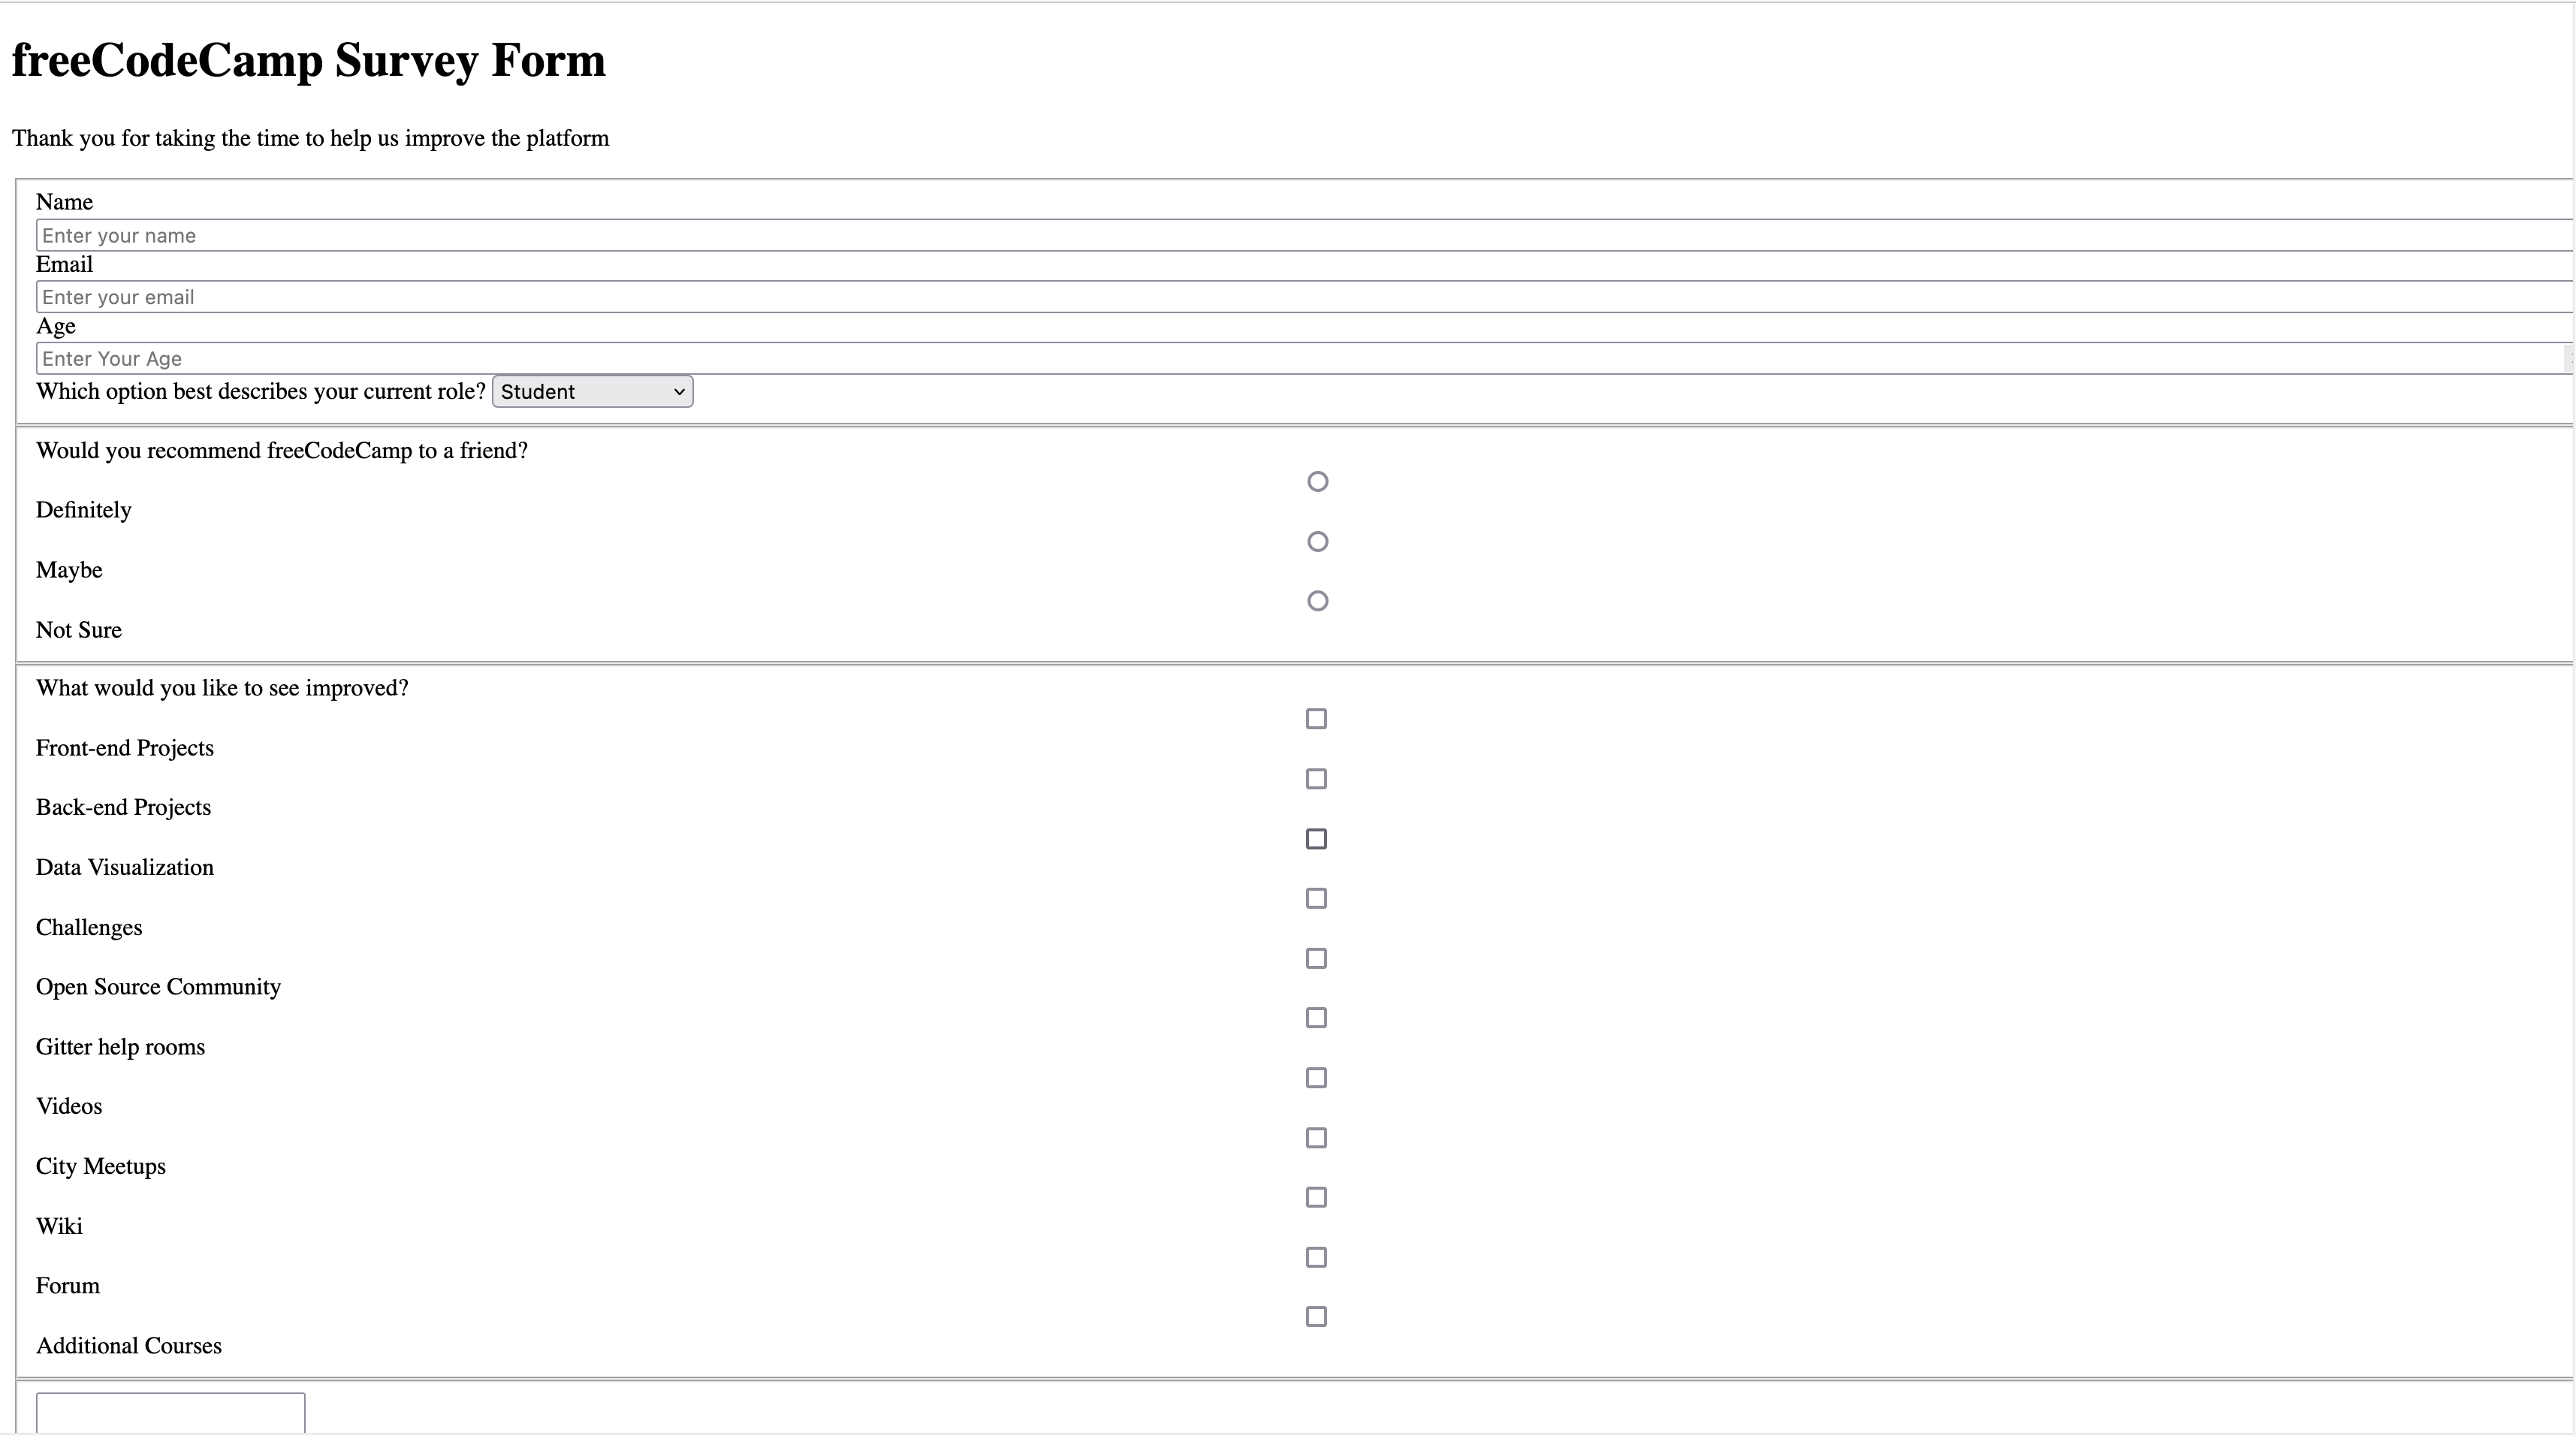 freeCodeCamp Survey Form
Thank you for taking the time to help us improve the platform
Name
Enter your name
Email
Enter your email
Age
Enter Your Age
Which option best describes your current role? Student
Would you recommend freeCodeCamp to a friend?
Definitely
Maybe
Not Sure
What would you like to see improved?
Front-end Projects
Back-end Projects
Data Visualization
Challenges
Open Source Community
Gitter help rooms
Videos
City Meetups
Wiki
Forum
Additional Courses